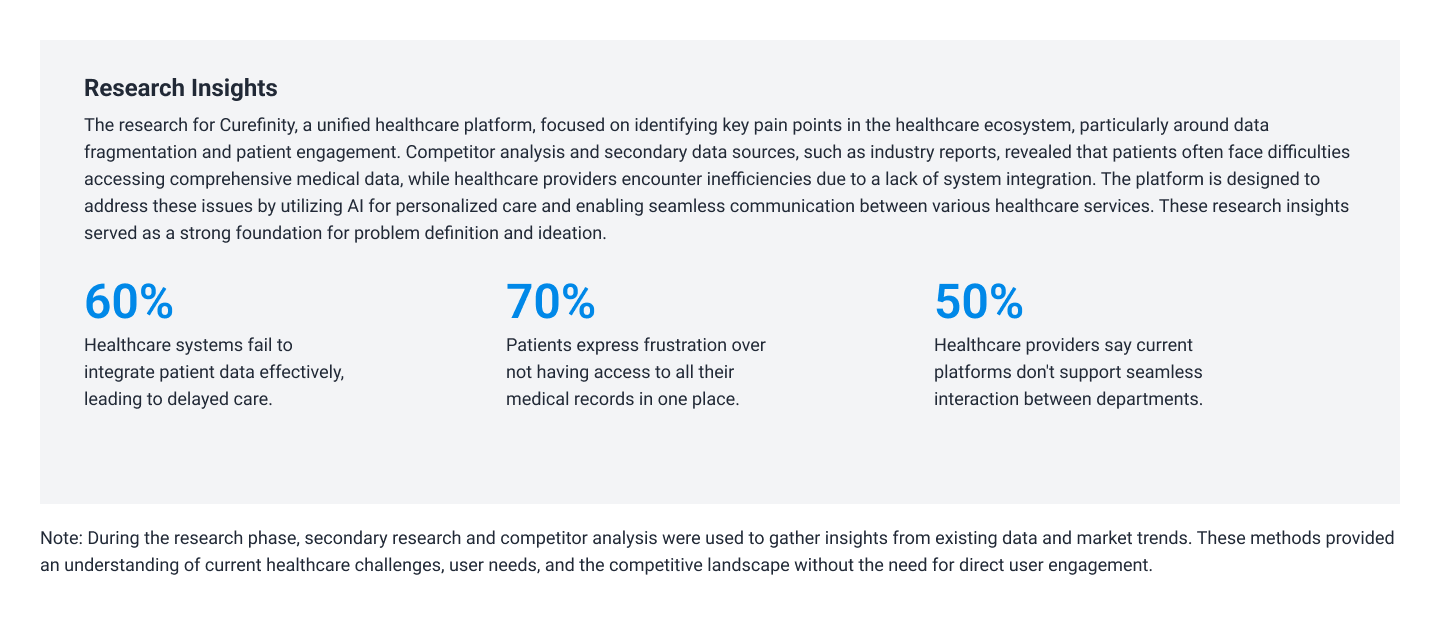 Research Insights
The research for Curefinity, a unified healthcare platform, focused on identifying key pain points in the healthcare ecosystem, particularly around data
fragmentation and patient engagement. Competitor analysis and secondary data sources, such as industry reports, revealed that patients often face difficulties
accessing comprehensive medical data, while healthcare providers encounter inefficiencies due to a lack of system integration. The platform is designed to
address these issues by utilizing AI for personalized care and enabling seamless communication between various healthcare services. These research insights
served as a strong foundation for problem definition and ideation.
60%
Healthcare systems fail to
integrate patient data effectively,
leading to delayed care.
70%
Patients express frustration over
not having access to all their
medical records in one place.
50%
Healthcare providers say current
platforms don't support seamless
interaction between departments.
Note: During the research phase, secondary research and competitor analysis were used to gather insights from existing data and market trends. These methods provided
an understanding of current healthcare challenges, user needs, and the competitive landscape without the need for direct user engagement.